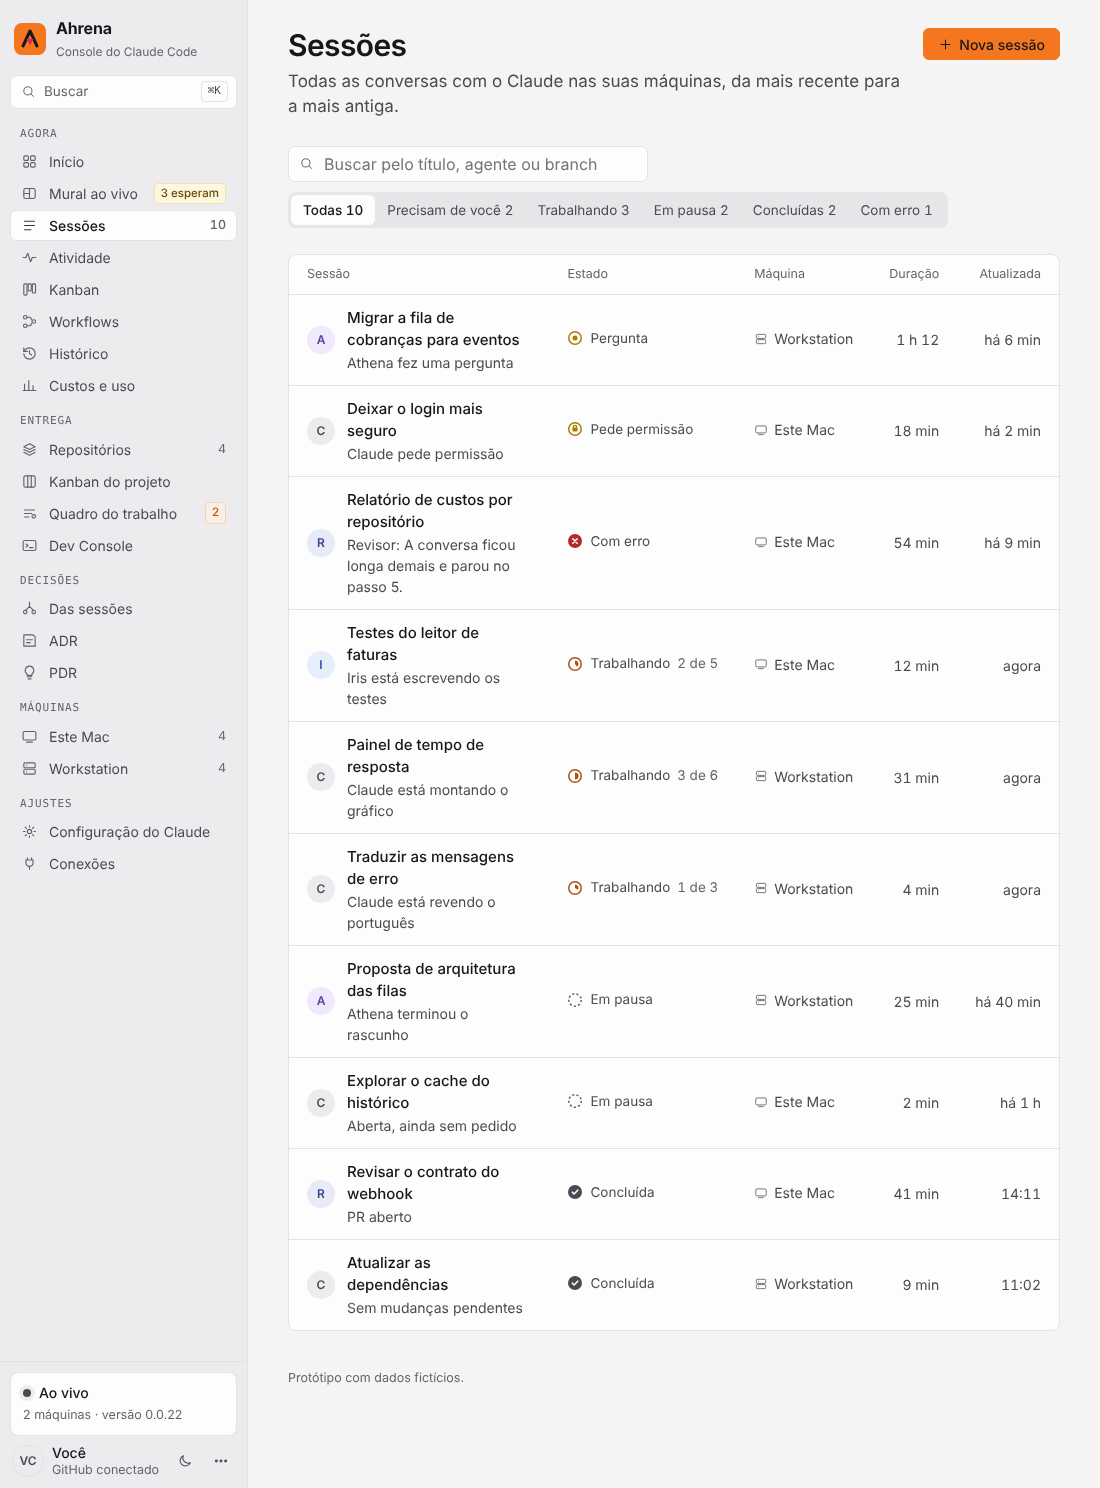 Ahrena
Console do Claude Code
Buscar ⌘K
AGORA
Início
Mural ao vivo 3 esperam
Sessões 10
Atividade
Kanban
Workflows
Histórico
Custos e uso
ENTREGA
Repositórios 4
Kanban do projeto
Quadro do trabalho 2
Dev Console
DECISÕES
Das sessões
ADR
PDR
MÁQUINAS
Este Mac 4
Workstation 4
AJUSTES
Configuração do Claude
Conexões
Ao vivo
2 máquinas · versão 0.0.22
VC
Você
GitHub conectado
Sessões
+ Nova sessão
Todas as conversas com o Claude nas suas máquinas, da mais recente para
a mais antiga.
Buscar pelo título, agente ou branch
Todas 10 Precisam de você 2 Trabalhando 3 Em pausa 2 Concluídas 2 Com erro 1
Sessão Estado Máquina Duração Atualizada
A
Migrar a fila de
cobranças para eventos
Athena fez uma pergunta
Pergunta Workstation 1 h 12 há 6 min
C
Deixar o login mais
seguro
Claude pede permissão
Pede permissão Este Mac 18 min há 2 min
R
Relatório de custos por
repositório
Revisor: A conversa ficou
longa demais e parou no
passo 5.
Com erro Este Mac 54 min há 9 min
I
Testes do leitor de
faturas
Iris está escrevendo os
testes
Trabalhando 2 de 5 Este Mac 12 min agora
C
Painel de tempo de
resposta
Claude está montando o
gráfico
Trabalhando 3 de 6 Workstation 31 min agora
C
Traduzir as mensagens
de erro
Claude está revendo o
português
Trabalhando 1 de 3 Workstation 4 min agora
A
Proposta de arquitetura
das filas
Athena terminou o
rascunho
Em pausa Workstation 25 min há 40 min
C
Explorar o cache do
histórico
Aberta, ainda sem pedido
Em pausa Este Mac 2 min há 1 h
R
Revisar o contrato do
webhook
PR aberto
Concluída Este Mac 41 min 14:11
C
Atualizar as
dependências
Sem mudanças pendentes
Concluída Workstation 9 min 11:02
Protótipo com dados fictícios.